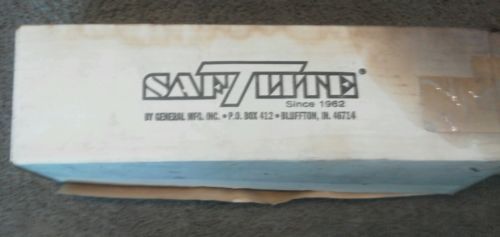 SAF T LITE®
Since 1962
BY GENERAL MFG. INC. • P.O. BOX 412 • BLUFFTON, IN. 46714